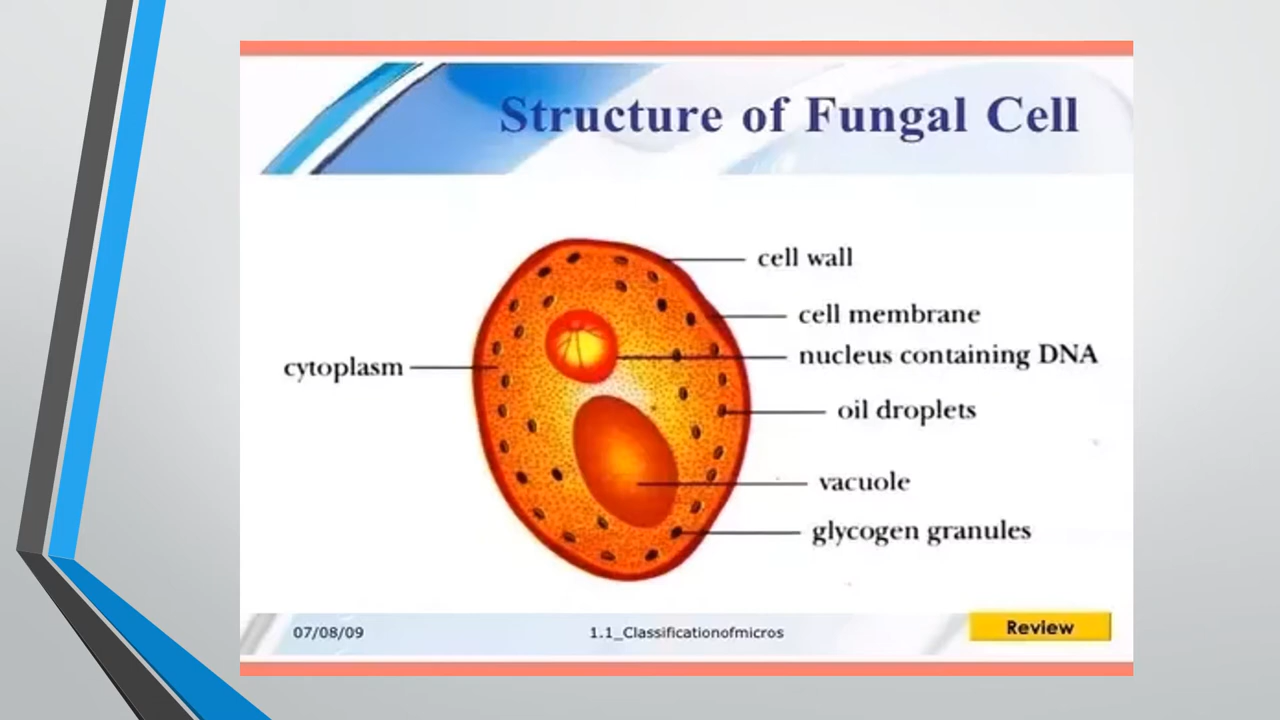 Structure of Fungal Cell
cell wall
cell membrane
nucleus containing DNA
cytoplasm
oil droplets
vacuole
glycogen granules
07/08/09
1.1_Classificationofmicros
Review